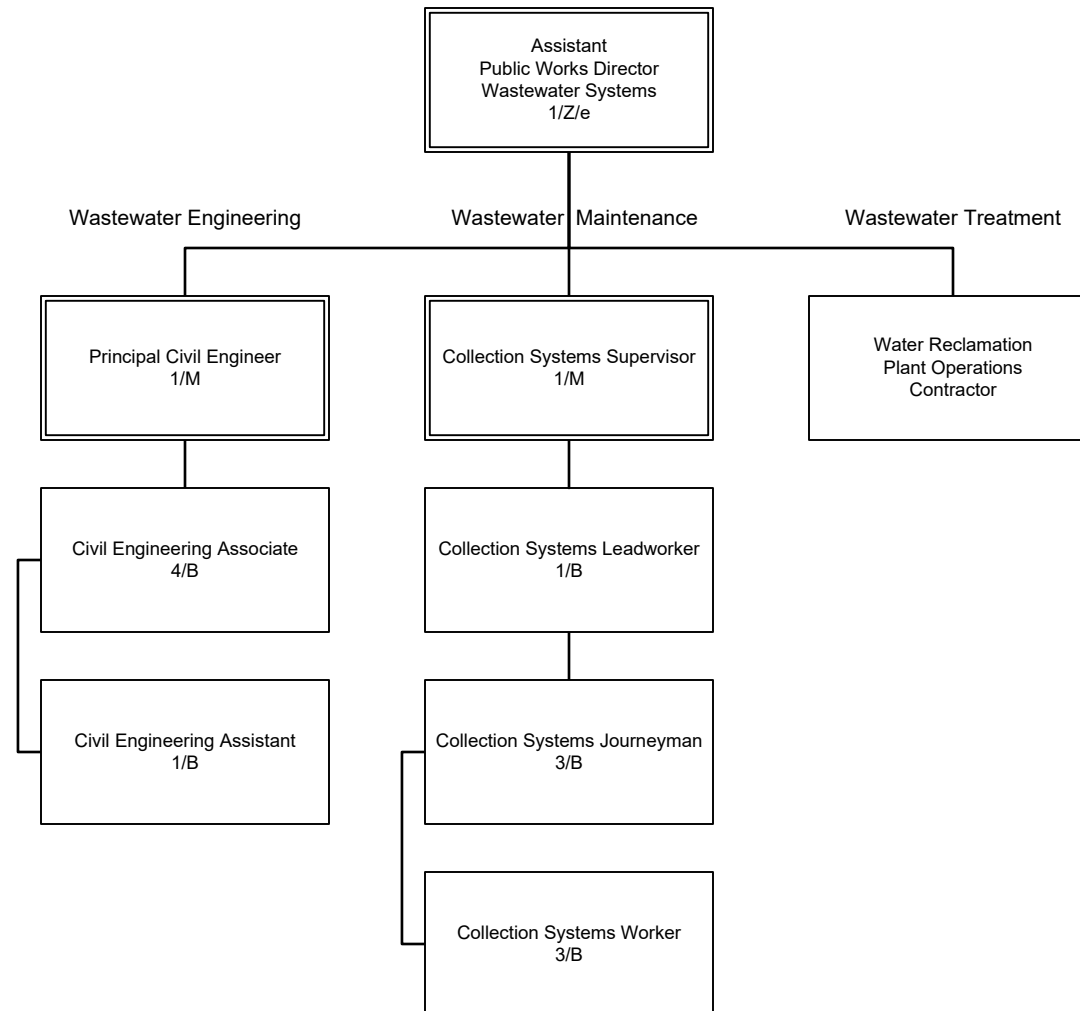 Assistant
Public Works Director
Wastewater Systems
1/Z/e
Wastewater Engineering
Wastewater Maintenance
Wastewater Treatment
Principal Civil Engineer
1/M
Collection Systems Supervisor
1/M
Water Reclamation
Plant Operations
Contractor
Civil Engineering Associate
4/B
Collection Systems Leadworker
1/B
Civil Engineering Assistant
1/B
Collection Systems Journeyman
3/B
Collection Systems Worker
3/B